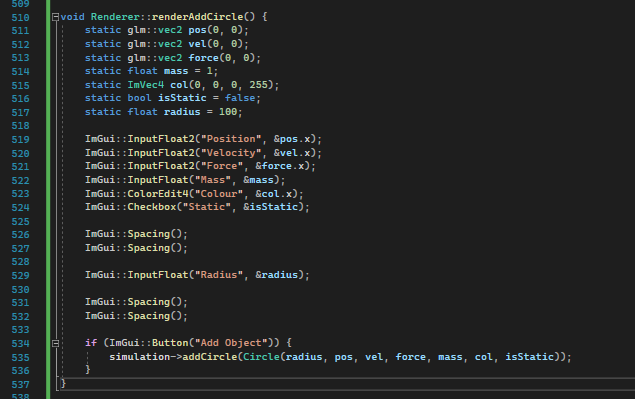 509
510 void Renderer::renderAddCircle() {
511 static glm::vec2 pos(0, 0);
512 static glm::vec2 vel(0, 0);
513 static glm::vec2 force(0, 0);
514 static float mass = 1;
515 static ImVec4 col(0, 0, 0, 255);
516 static bool isStatic = false;
517 static float radius = 100;
518
519 ImGui::InputFloat2("Position", &pos.x);
520 ImGui::InputFloat2("Velocity", &vel.x);
521 ImGui::InputFloat2("Force", &force.x);
522 ImGui::InputFloat("Mass", &mass);
523 ImGui::ColorEdit4("Colour", &col.x);
524 ImGui::Checkbox("Static", &isStatic);
525
526 ImGui::Spacing();
527 ImGui::Spacing();
528
529 ImGui::InputFloat("Radius", &radius);
530
531 ImGui::Spacing();
532 ImGui::Spacing();
533
534 if (ImGui::Button("Add Object")) {
535 simulation->addCircle(Circle(radius, pos, vel, force, mass, col, isStatic));
536 }
537 }
538